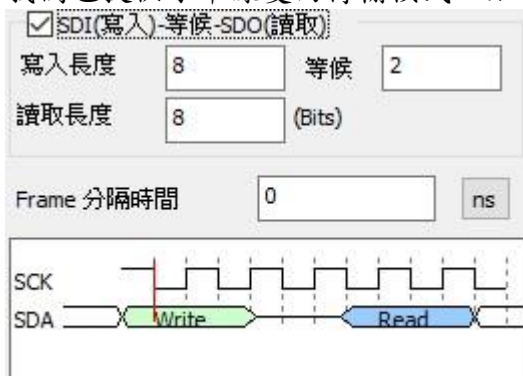 SDI(寫入)-等候-SDO(讀取)
寫入長度 8 等候 2
讀取長度 8 (Bits)
Frame 分隔時間 0 ns
SCK
SDA Write Read